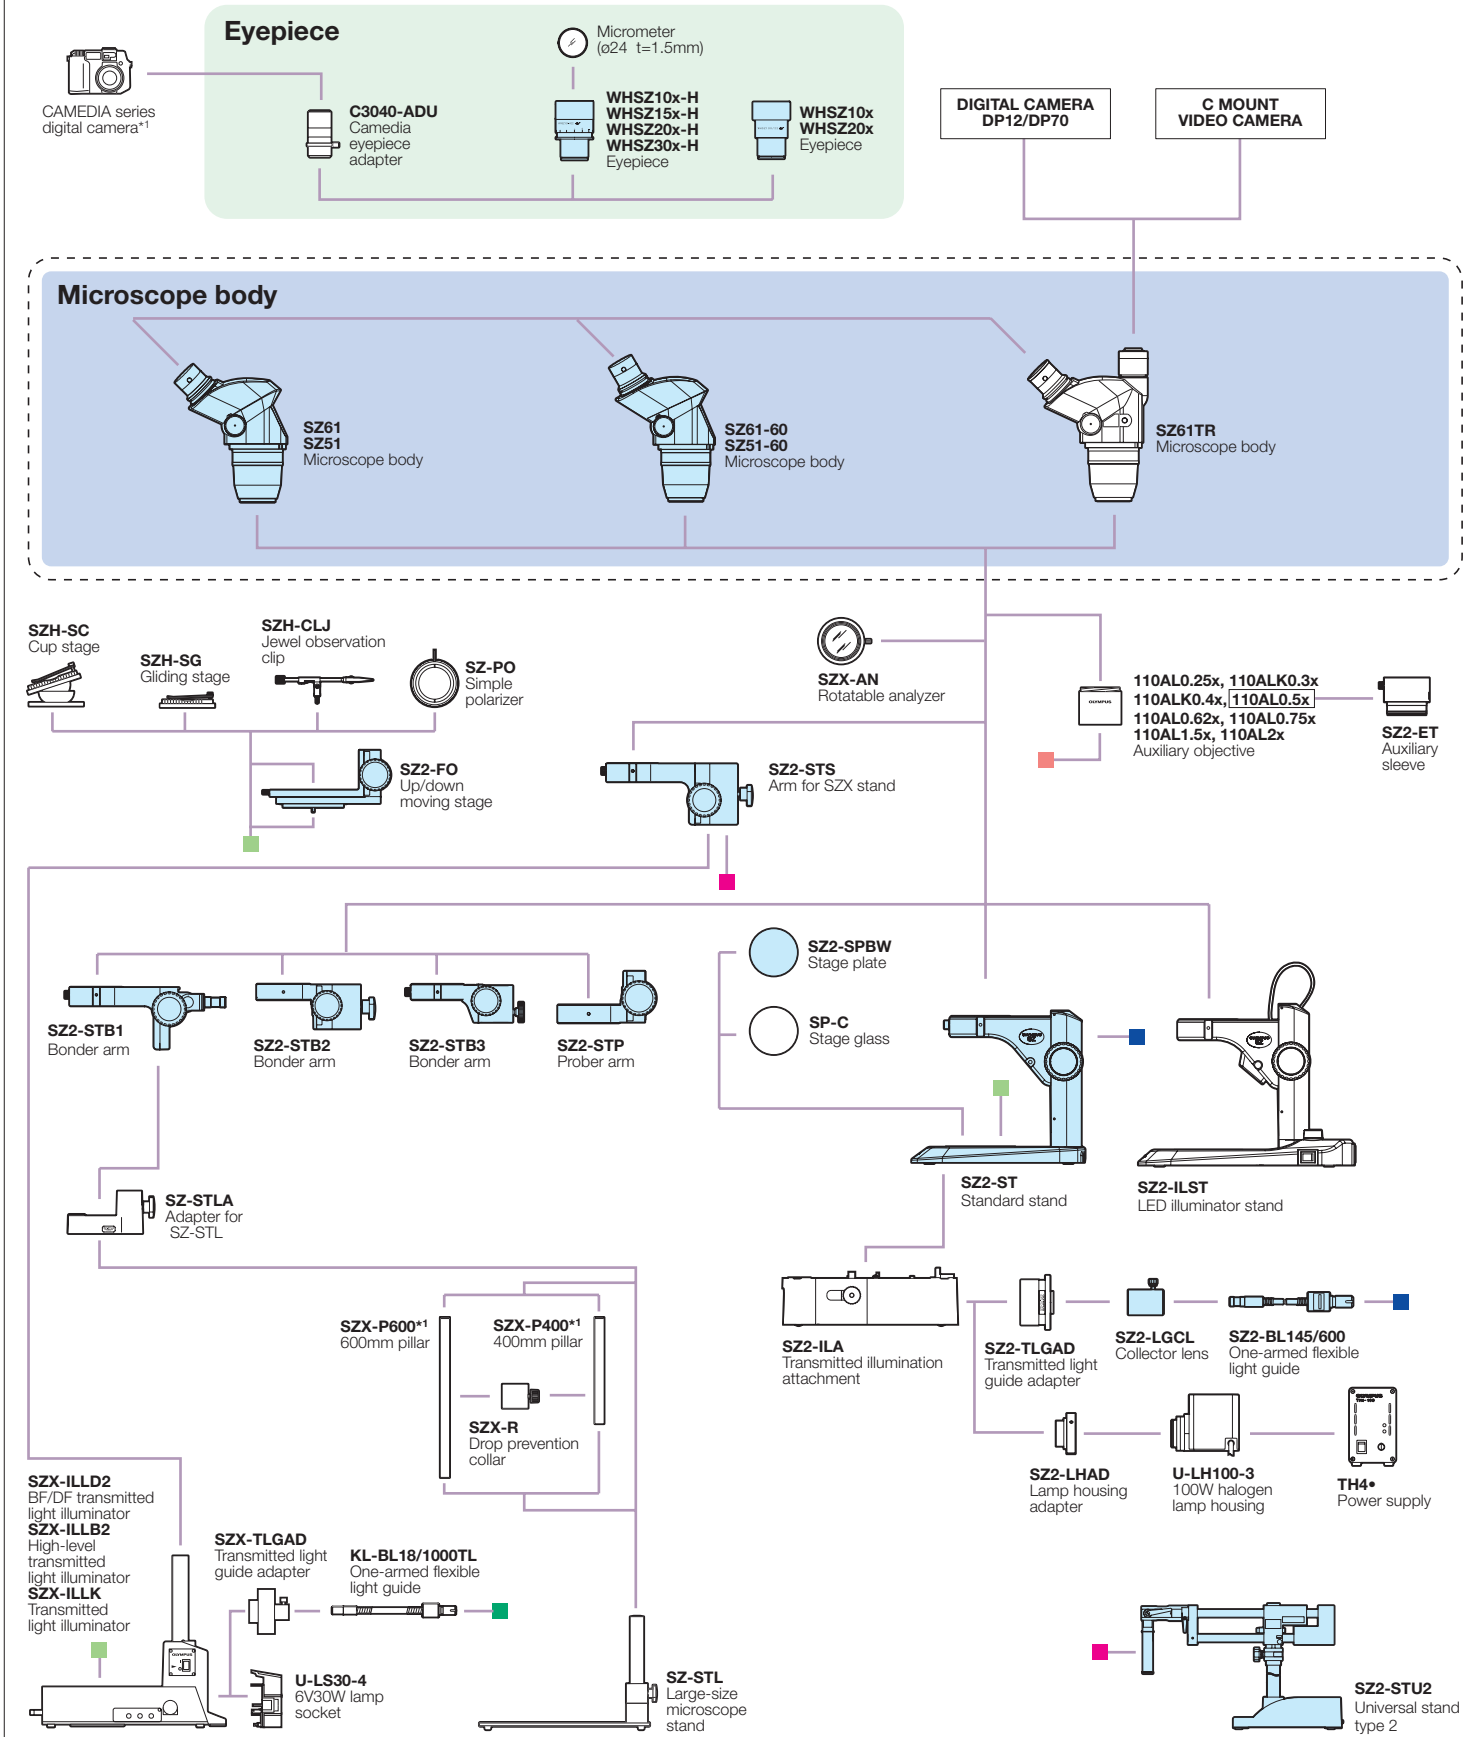 Eyepiece
CAMEDIA series
digital camera*1
C3040-ADU
Camedia
eyepiece
adapter
Micrometer
(ø24 t=1.5mm)
WHSZ10x-H
WHSZ15x-H
WHSZ20x-H
WHSZ30x-H
Eyepiece
WHSZ10x
WHSZ20x
Eyepiece
DIGITAL CAMERA
DP12/DP70
C MOUNT
VIDEO CAMERA
Microscope body
SZ61
SZ51
Microscope body
SZ61-60
SZ51-60
Microscope body
SZ61TR
Microscope body
SZH-SC
Cup stage
SZH-SG
Gliding stage
SZH-CLJ
Jewel observation
clip
SZ-PO
Simple
polarizer
SZX-AN
Rotatable analyzer
OLYMPUS
110AL0.25x, 110ALK0.3x
110ALK0.4x, 110AL0.5x
110AL0.62x, 110AL0.75x
110AL1.5x, 110AL2x
Auxiliary objective
SZ2-ET
Auxiliary
sleeve
SZ2-FO
Up/down
moving stage
SZ2-STS
Arm for SZX stand
SZ2-STB1
Bonder arm
SZ2-STB2
Bonder arm
SZ2-STB3
Bonder arm
SZ2-STP
Prober arm
SZ2-SPBW
Stage plate
SP-C
Stage glass
SZ2-ST
Standard stand
SZ2-ILST
LED illuminator stand
SZ-STLA
Adapter for
SZ-STL
SZX-P600*1
600mm pillar
SZX-P400*1
400mm pillar
SZX-R
Drop prevention
collar
SZ2-ILA
Transmitted illumination
attachment
SZ2-TLGAD
Transmitted light
guide adapter
SZ2-LGCL
Collector lens
SZ2-BL145/600
One-armed flexible
light guide
SZ2-LHAD
Lamp housing
adapter
U-LH100-3
100W halogen
lamp housing
TH4•
Power supply
SZX-ILLD2
BF/DF transmitted
light illuminator
SZX-ILLB2
High-level
transmitted
light illuminator
SZX-ILLK
Transmitted
light illuminator
SZX-TLGAD
Transmitted light
guide adapter
KL-BL18/1000TL
One-armed flexible
light guide
OLYMPUS
U-LS30-4
6V30W lamp
socket
SZ-STL
Large-size
microscope
stand
SZ2-STU2
Universal stand
type 2